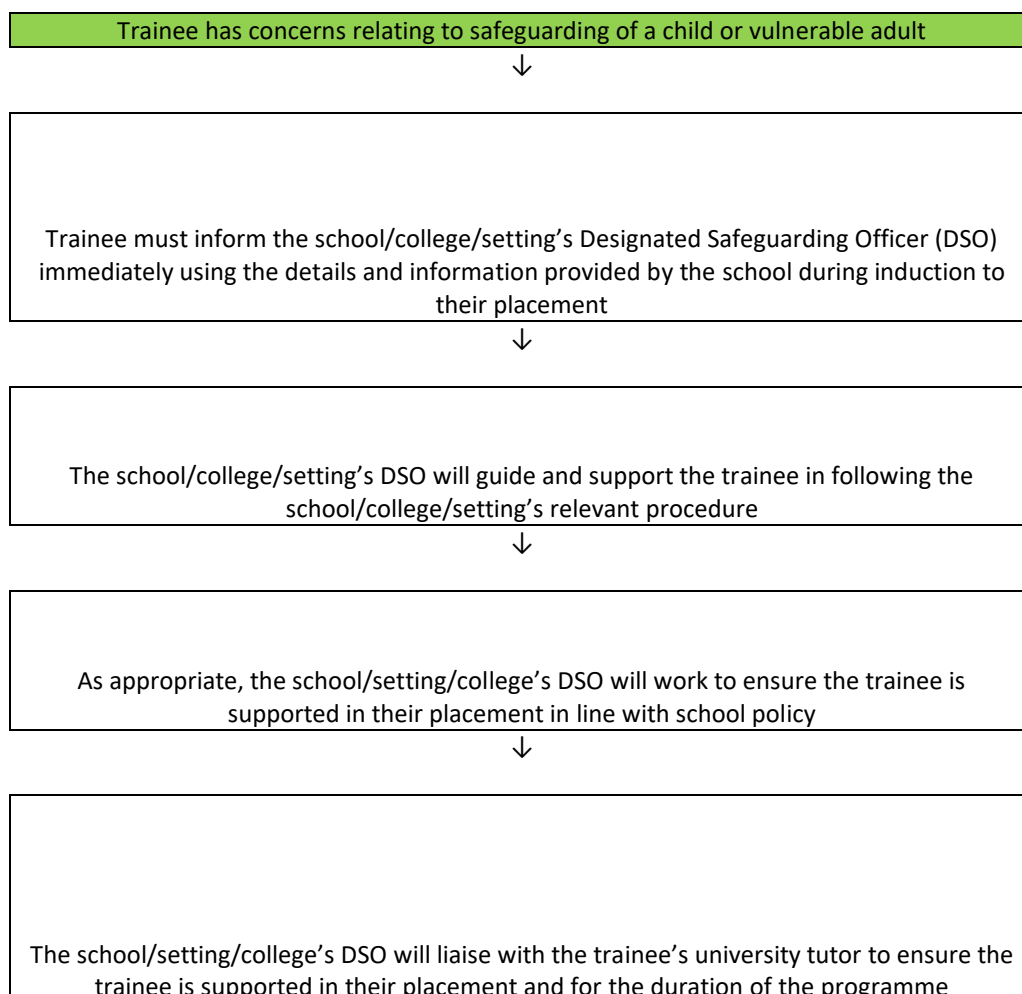 Trainee has concerns relating to safeguarding of a child or vulnerable adult
↓
Trainee must inform the school/college/setting's Designated Safeguarding Officer (DSO)
immediately using the details and information provided by the school during induction to
their placement
↓
The school/college/setting's DSO will guide and support the trainee in following the
school/college/setting's relevant procedure
↓
As appropriate, the school/setting/college's DSO will work to ensure the trainee is
supported in their placement in line with school policy
↓
The school/setting/college's DSO will liaise with the trainee's university tutor to ensure the
trainee is supported in their placement and for the duration of the programme